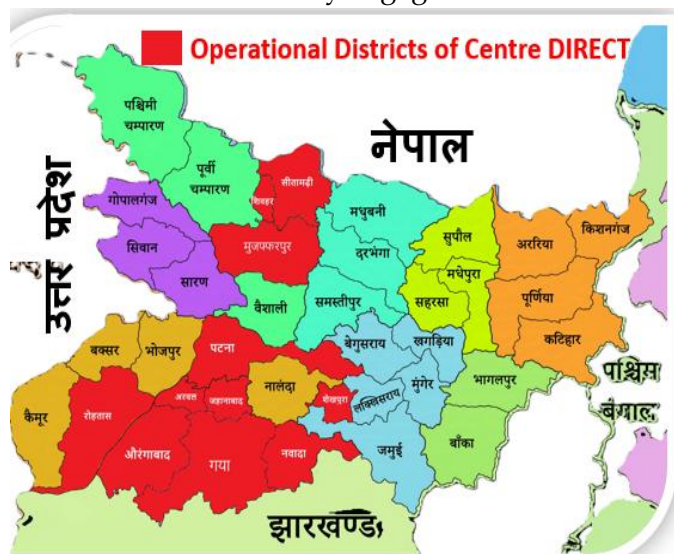 Operational Districts of Centre DIRECT
नेपाल
उत्तर प्रदेश
पश्चिमी
चम्पारण
पूर्वी
चम्पारण
सीतामढ़ी
शिवहर
गोपालगंज
सिवान
सारण
मुजफ्फरपुर
मधुबनी
दरभंगा
समस्तीपुर
वैशाली
सुपौल
मधेपुरा
सहरसा
अररिया
किशनगंज
पूर्णिया
कटिहार
बक्सर
भोजपुर
पटना
नालंदा
बेगुसराय
खगड़िया
मुंगेर
भागलपुर
कैमूर
रोहतास
अरवल
जहानाबाद
शेखपुरा
लक्खिसराय
औरंगाबाद
गया
नवादा
जमुई
बाँका
पश्चिम
बंगाल
झारखण्ड